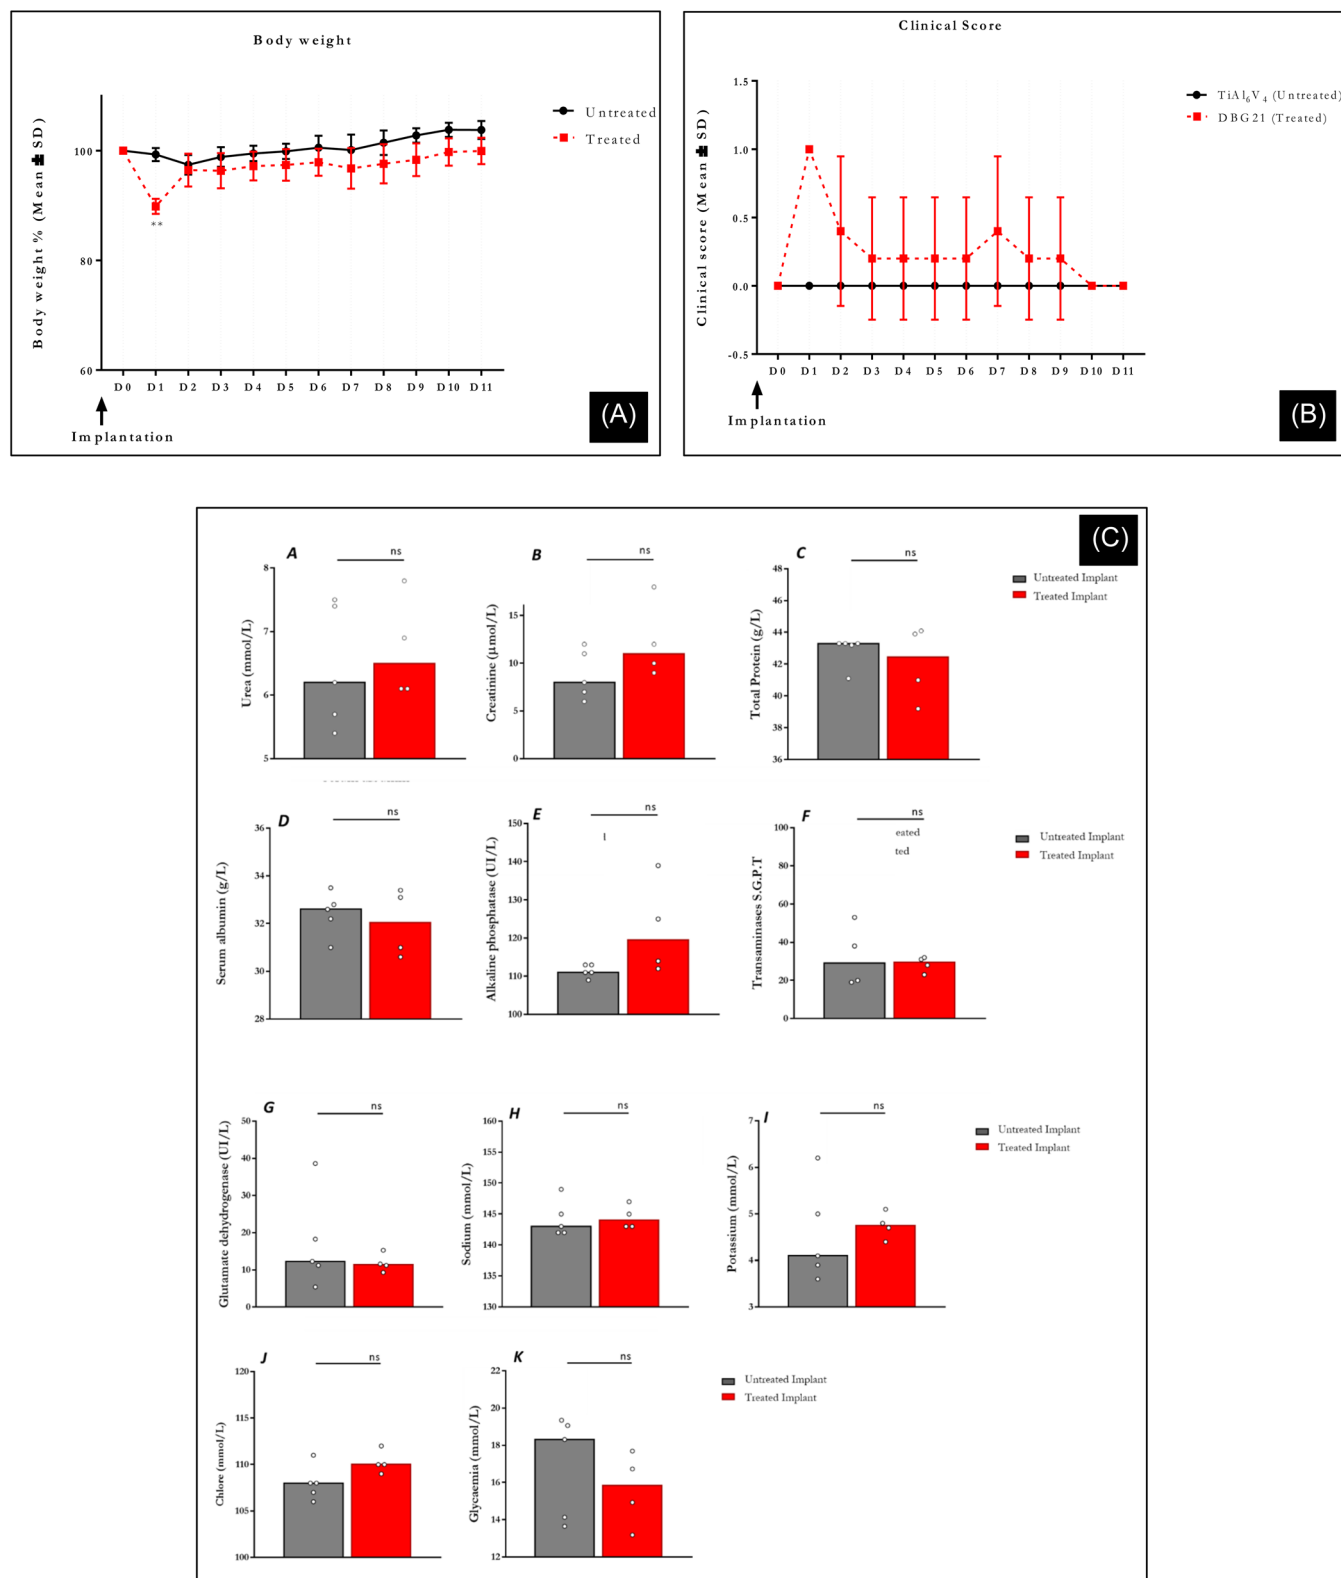 Body weight
Body weight % (Mean ± SD)
100
80
60
D0 D1 D2 D3 D4 D5 D6 D7 D8 D9 D10 D11
**
Untreated
Treated
Implantation
(A)
Clinical Score
Clinical score (Mean ± SD)
1.5
1.0
0.5
0.0
-0.5
D0 D1 D2 D3 D4 D5 D6 D7 D8 D9 D10 D11
TiAl6V4 (Untreated)
DBG21 (Treated)
Implantation
(B)
(C)
A
ns
Urea (mmol/L)
8
7
6
5
B
ns
Creatinine (µmol/L)
15
10
5
0
C
ns
Total Protein (g/L)
48
46
44
42
40
38
36
Untreated Implant
Treated Implant
D
ns
Serum albumin (g/L)
36
34
32
30
28
E
ns
l
Alkaline phosphatase (UI/L)
150
140
130
120
110
100
F
ns
eated
ted
Transaminases S.G.P.T
100
80
60
40
20
0
Untreated Implant
Treated Implant
G
ns
Glutamate dehydrogenase (UI/L)
50
40
30
20
10
0
H
ns
Sodium (mmol/L)
160
155
150
145
140
135
130
I
ns
Potassium (mmol/L)
7
6
5
4
3
Untreated Implant
Treated Implant
J
ns
Chlore (mmol/L)
120
115
110
105
100
K
ns
Glycaemia (mmol/L)
22
20
18
16
14
12
Untreated Implant
Treated Implant